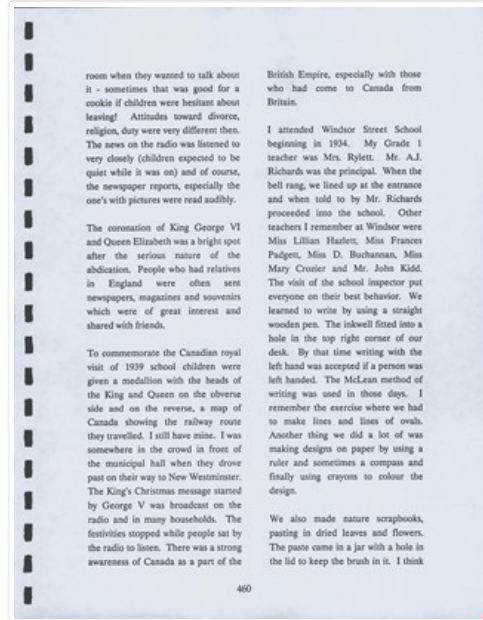 room when they wanted to talk about
it - sometimes that was good for a
cookie if children were hesitant about
leaving! Attitudes toward divorce,
religion, duty were very different then.
The news on the radio was listened to
very closely (children expected to be
quiet while it was on) and of course,
the newspaper reports, especially the
one's with pictures were read audibly.
The coronation of King George VI
and Queen Elizabeth was a bright spot
after the serious nature of the
abdication. People who had relatives
in England were often sent
newspapers, magazines and souvenirs
which were of great interest and
shared with friends.
To commemorate the Canadian royal
visit of 1939 school children were
given a medallion with the heads of
the King and Queen on the obverse
side and on the reverse, a map of
Canada showing the railway route
they travelled. I still have mine. I was
somewhere in the crowd in front of
the municipal hall when they drove
past on their way to New Westminster.
The King's Christmas message started
by George V was broadcast on the
radio and in many households. The
festivities stopped while people sat by
the radio to listen. There was a strong
awareness of Canada as a part of the
British Empire, especially with those
who had come to Canada from
Britain.
I attended Windsor Street School
beginning in 1934. My Grade 1
teacher was Mrs. Rylett. Mr. A.J.
Richards was the principal. When the
bell rang, we lined up at the entrance
and when told to by Mr. Richards
proceeded into the school. Other
teachers I remember at Windsor were
Miss Lillian Hazlett, Miss Frances
Padgett, Miss D. Buchannan, Miss
Mary Crozier and Mr. John Kidd.
The visit of the school inspector put
everyone on their best behavior. We
learned to write by using a straight
wooden pen. The inkwell fitted into a
hole in the top right corner of our
desk. By that time writing with the
left hand was accepted if a person was
left handed. The McLean method of
writing was used in those days. I
remember the exercise where we had
to make lines and lines of ovals.
Another thing we did a lot of was
making designs on paper by using a
ruler and sometimes a compass and
finally using crayons to colour the
design.
We also made nature scrapbooks,
pasting in dried leaves and flowers.
The paste came in a jar with a hole in
the lid to keep the brush in it. I think
460